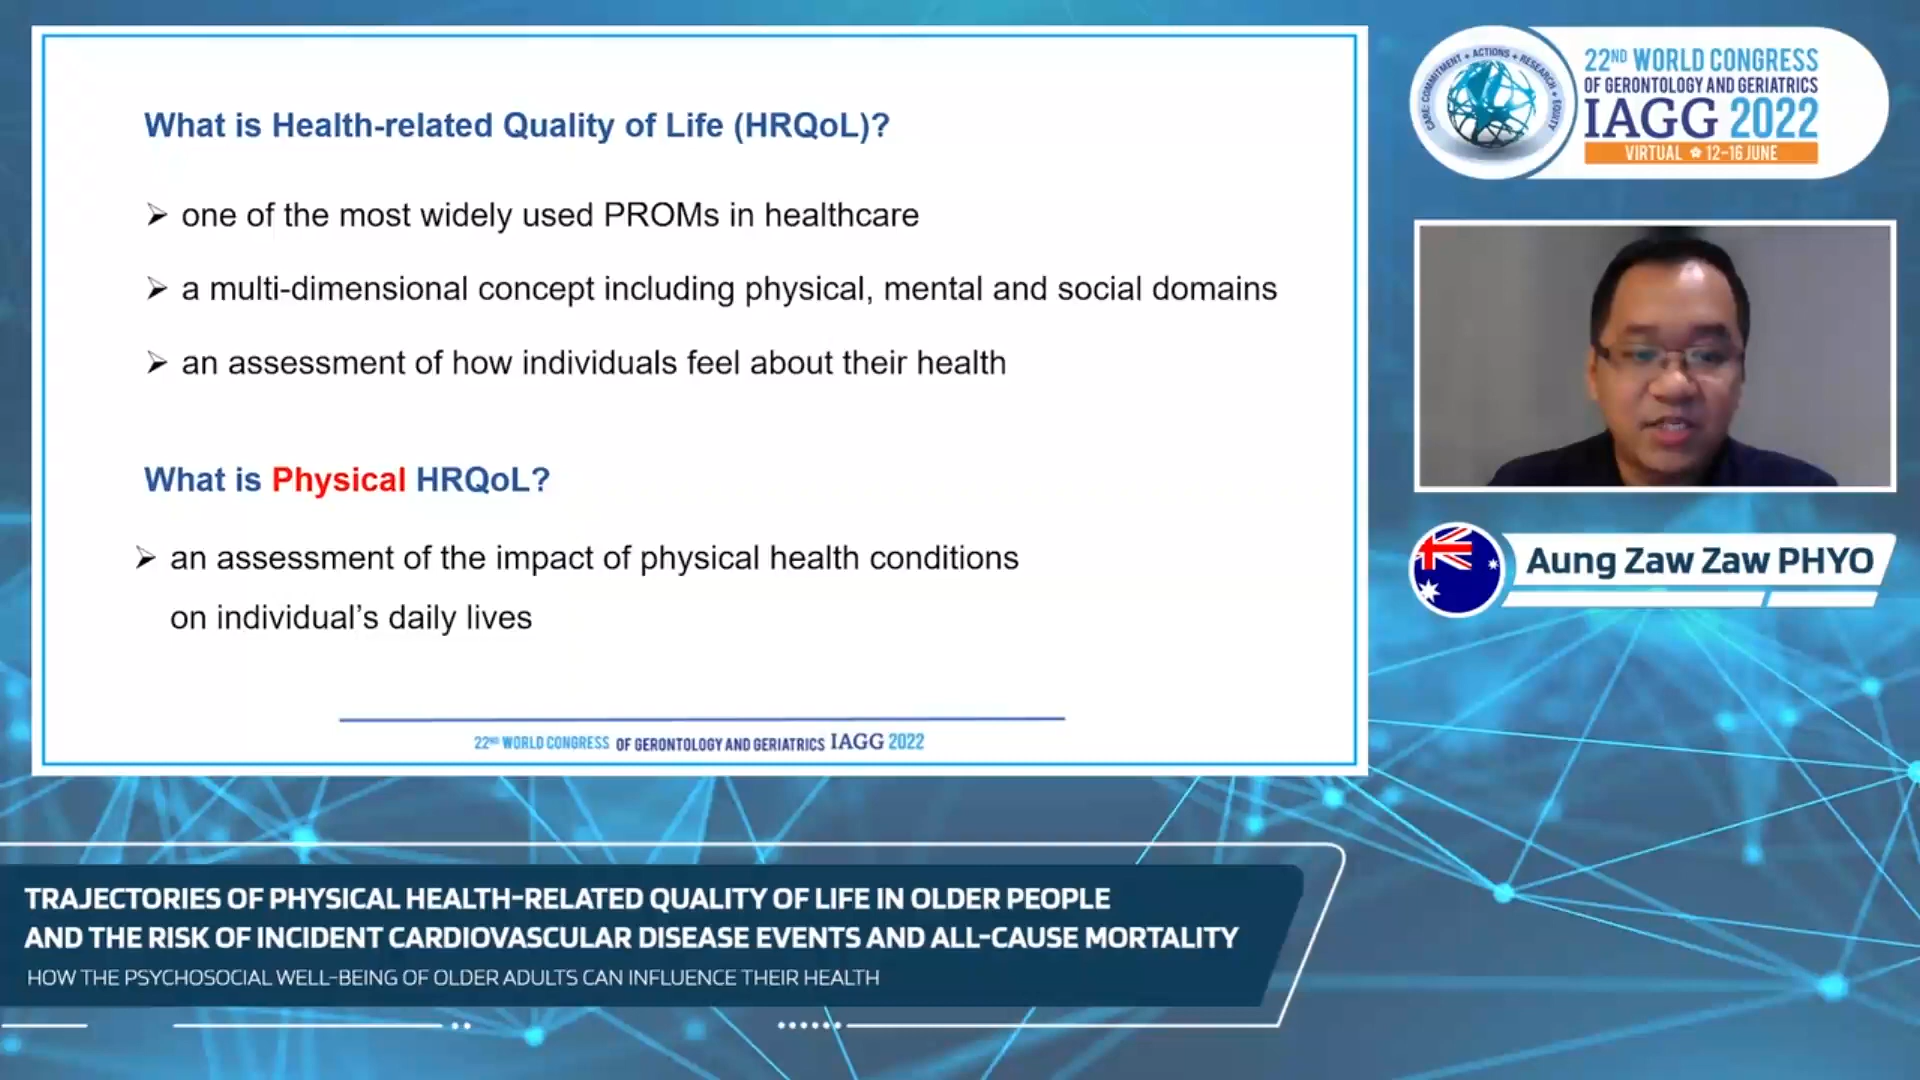 What is Health-related Quality of Life (HRQoL)?
one of the most widely used PROMs in healthcare
a multi-dimensional concept including physical, mental and social domains
an assessment of how individuals feel about their health
What is Physical HRQoL?
an assessment of the impact of physical health conditions
on individual’s daily lives
22ND WORLD CONGRESS OF GERONTOLOGY AND GERIATRICS IAGG 2022
CARE: COMMITMENT + ACTIONS + RESEARCH + EQUITY
22ND WORLD CONGRESS
OF GERONTOLOGY AND GERIATRICS
IAGG 2022
VIRTUAL 12-16 JUNE
Aung Zaw Zaw PHYO
TRAJECTORIES OF PHYSICAL HEALTH-RELATED QUALITY OF LIFE IN OLDER PEOPLE
AND THE RISK OF INCIDENT CARDIOVASCULAR DISEASE EVENTS AND ALL-CAUSE MORTALITY
HOW THE PSYCHOSOCIAL WELL-BEING OF OLDER ADULTS CAN INFLUENCE THEIR HEALTH